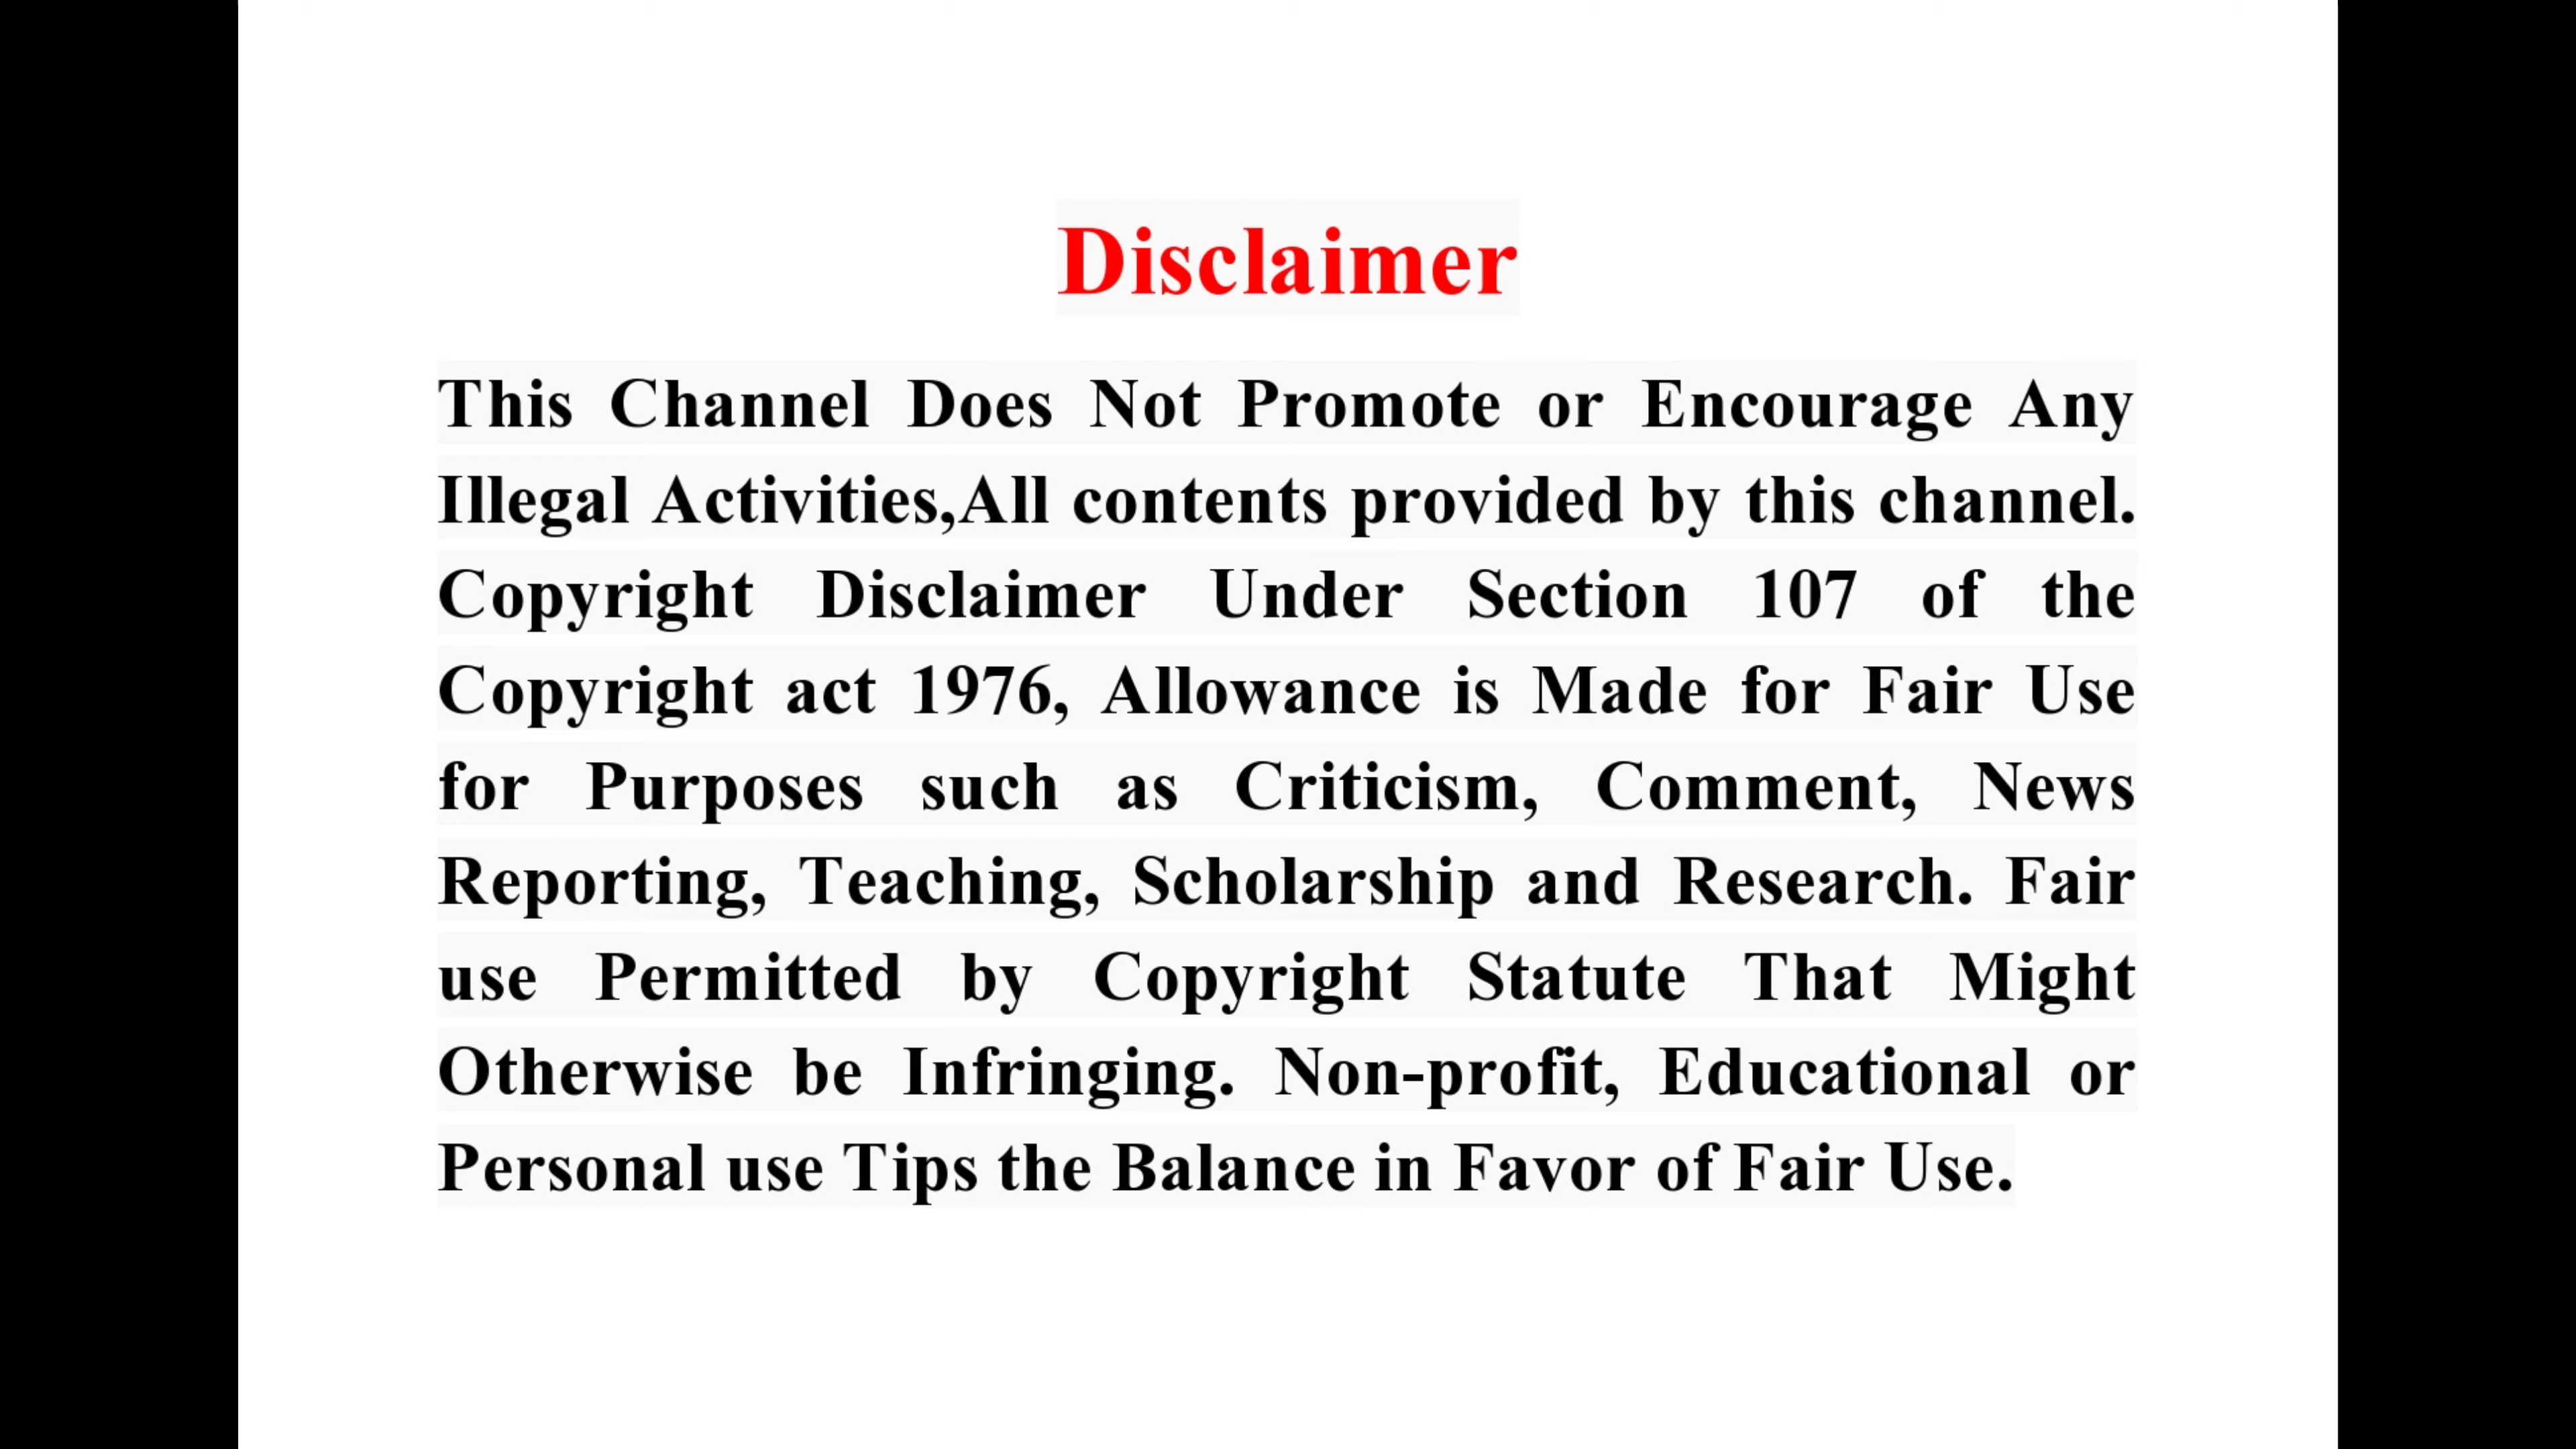 Disclaimer
This Channel Does Not Promote or Encourage Any
Illegal Activities,All contents provided by this channel.
Copyright Disclaimer Under Section 107 of the
Copyright act 1976, Allowance is Made for Fair Use
for Purposes such as Criticism, Comment, News
Reporting, Teaching, Scholarship and Research. Fair
use Permitted by Copyright Statute That Might
Otherwise be Infringing. Non-profit, Educational or
Personal use Tips the Balance in Favor of Fair Use.